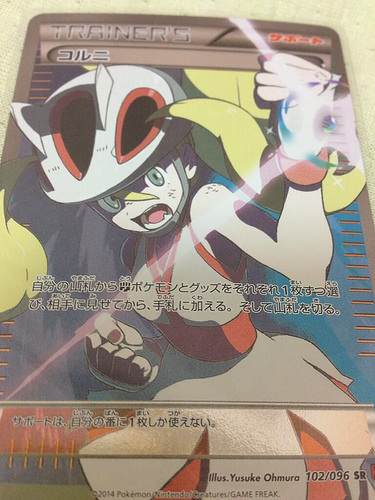 TRAINER'S
サポート
コルニ
自分の山札から闘ポケモンとグッズをそれぞれ1枚ずつ選
び、相手に見せてから、手札に加える。そして山札を切る。
サポートは、自分の番に1枚しか使えない。
Illus. Yusuke Ohmura 102/096 SR
©2014 Pokémon/Nintendo/Creatures/GAME FREAK.